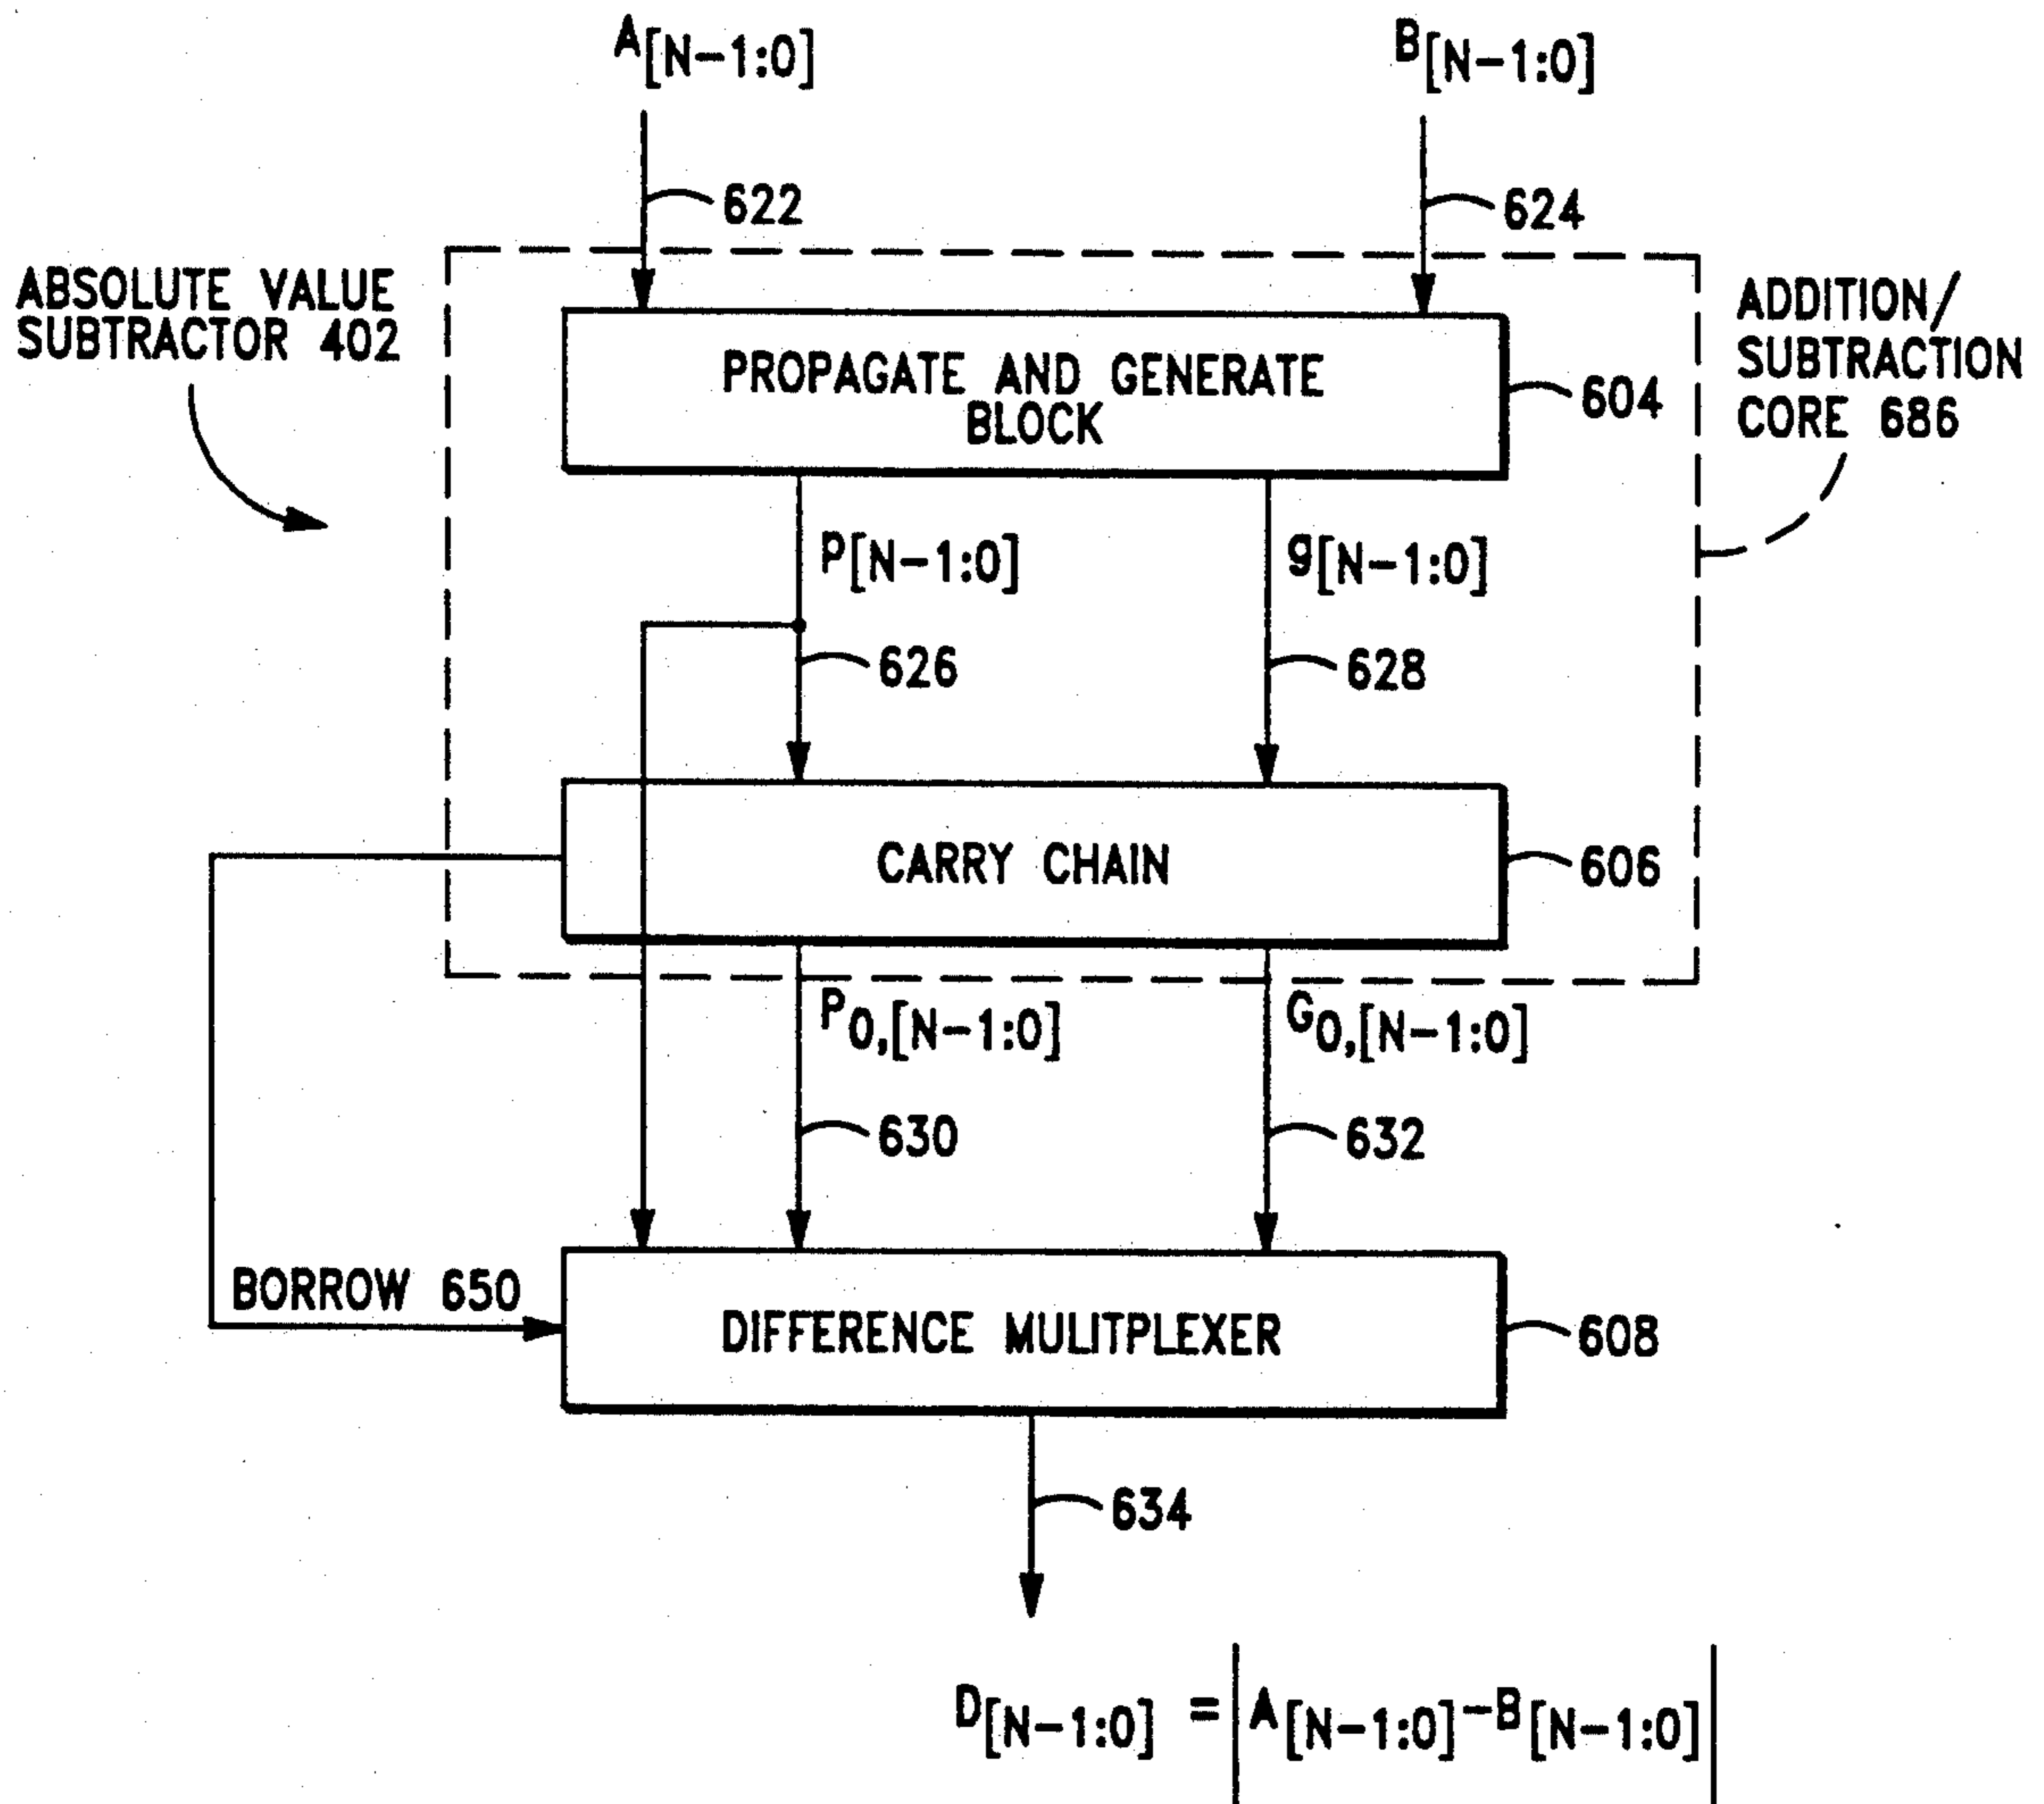 A[N-1:0]
B[N-1:0]
622
624
ABSOLUTE VALUE
SUBTRACTOR 402
ADDITION/
SUBTRACTION
CORE 686
PROPAGATE AND GENERATE
BLOCK
604
P[N-1:0]
g[N-1:0]
626
628
CARRY CHAIN
606
P0,[N-1:0]
G0,[N-1:0]
630
632
BORROW 650
DIFFERENCE MULITPLEXER
608
634
D[N-1:0] = |A[N-1:0]-B[N-1:0]|